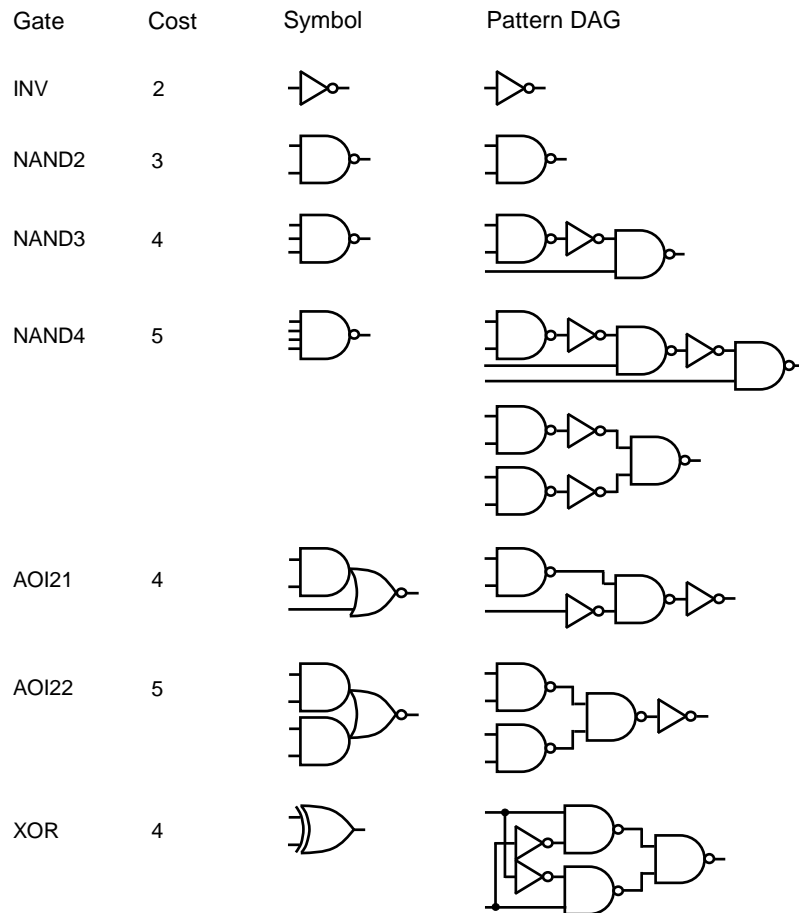 Gate Cost Symbol Pattern DAG
INV 2
NAND2 3
NAND3 4
NAND4 5
AOI21 4
AOI22 5
XOR 4